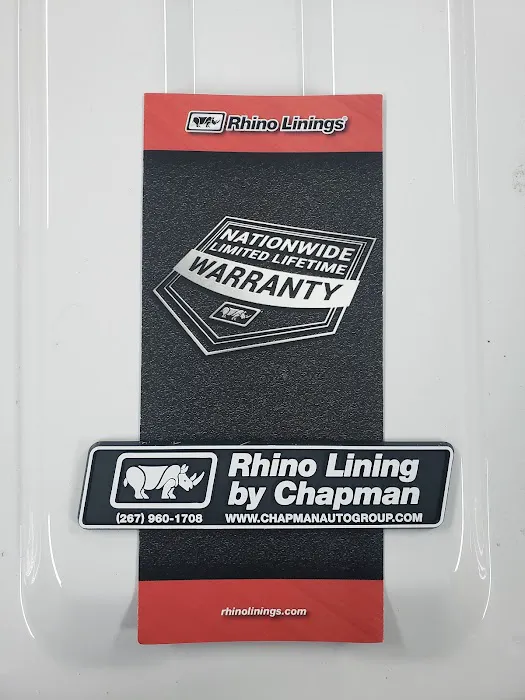 Rhino Linings®
NATIONWIDE
LIMITED LIFETIME
WARRANTY
Rhino Lining
by Chapman
(267) 960-1708 WWW.CHAPMANAUTOGROUP.COM
rhinolinings.com